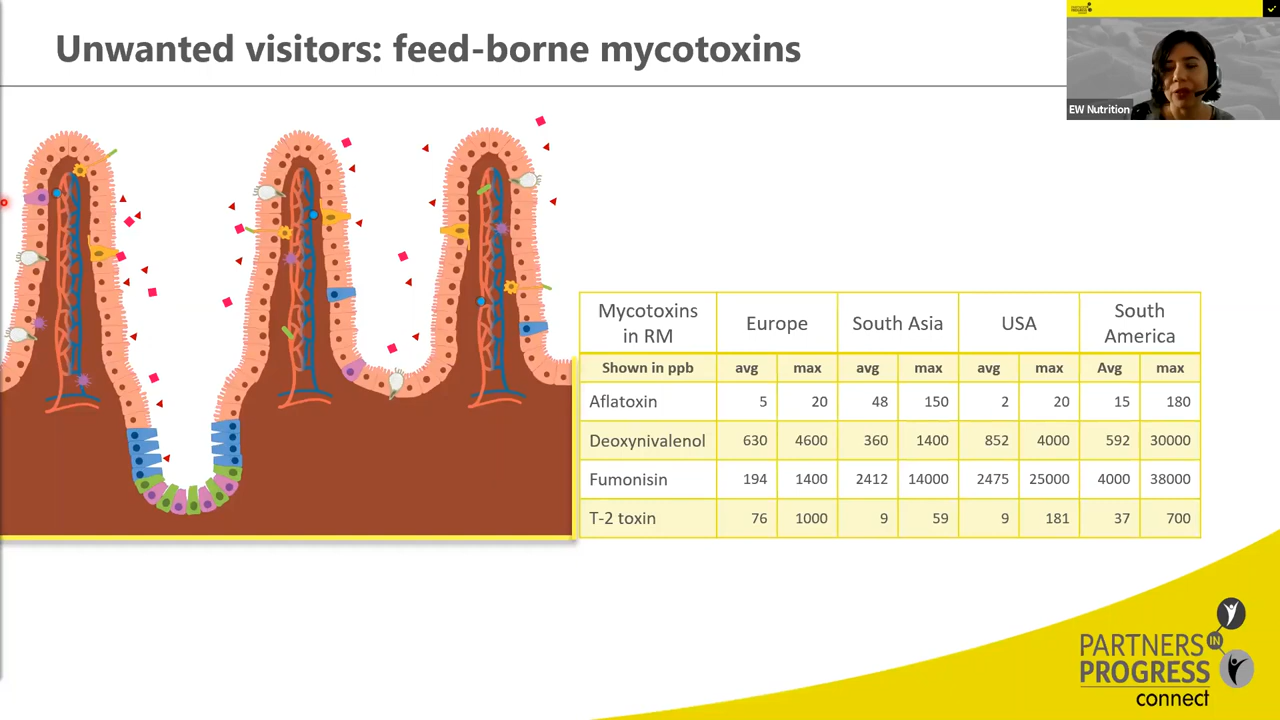 Unwanted visitors: feed-borne mycotoxins
EW Nutrition
Mycotoxins in RM Europe South Asia USA South America
Shown in ppb avg max avg max avg max Avg max
Aflatoxin 5 20 48 150 2 20 15 180
Deoxynivalenol 630 4600 360 1400 852 4000 592 30000
Fumonisin 194 1400 2412 14000 2475 25000 4000 38000
T-2 toxin 76 1000 9 59 9 181 37 700
PARTNERS IN
PROGRESS
connect